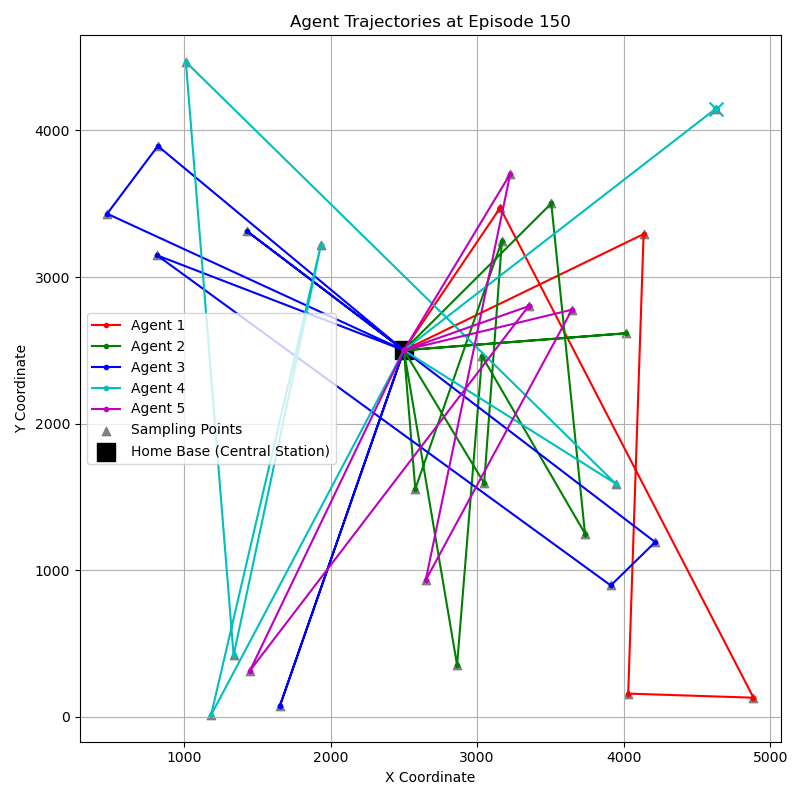 Agent Trajectories at Episode 150
Y Coordinate
4000
3000
2000
1000
0
Agent 1
Agent 2
Agent 3
Agent 4
Agent 5
Sampling Points
Home Base (Central Station)
1000 2000 3000 4000 5000
X Coordinate